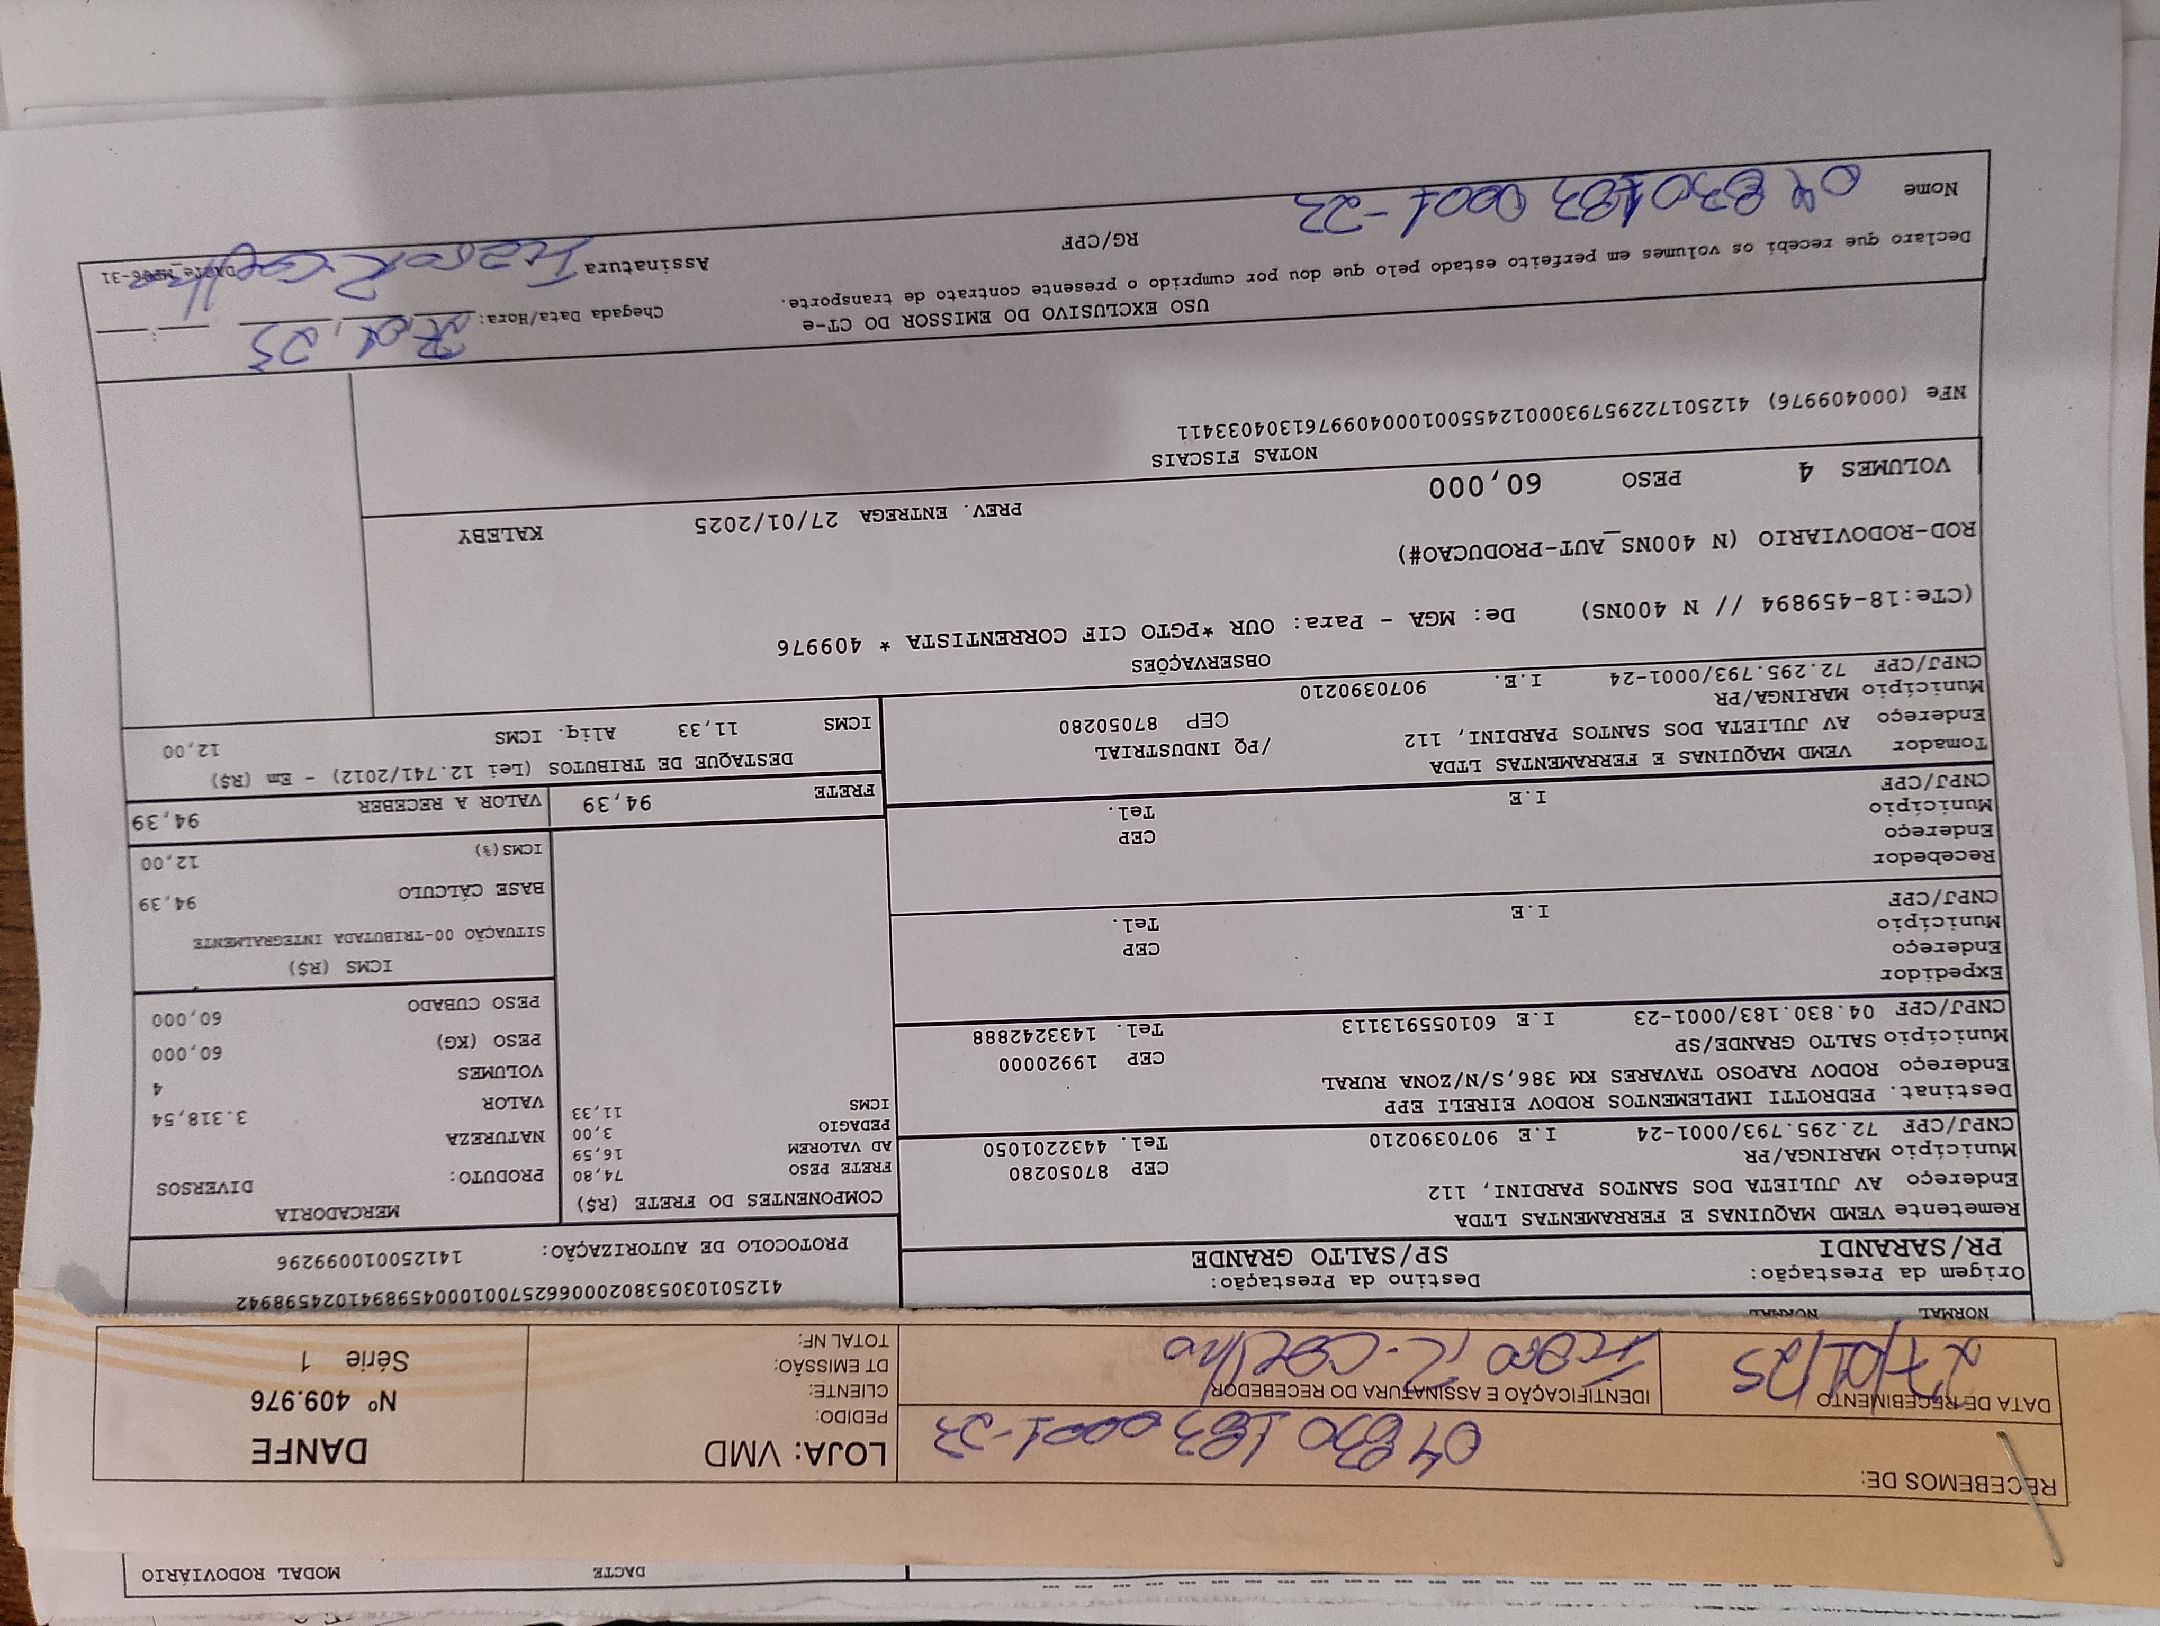 DACTE MODAL RODOVIÁRIO
RECEBEMOS DE:
04 830 183 0001-23
DATA DE RECEBIMENTO
27/01/25
IDENTIFICAÇÃO E ASSINATURA DO RECEBEDOR
LOJA: VMD
PEDIDO:
CLIENTE:
DT EMISSÃO:
TOTAL NF:
DANFE
Nº 409.976
Série 1
NORMAL NORMAL
Origem da Prestação:
PR/SARANDI
Destino da Prestação:
SP/SALTO GRANDE
Remetente VEMD MAQUINAS E FERRAMENTAS LTDA
Endereço AV JULIETA DOS SANTOS PARDINI, 112
Município MARINGA/PR CEP 87050280
CNPJ/CPF 72.295.793/0001-24 I.E 9070390210 Tel. 4432201050
Destinat. PEDROTTI IMPLEMENTOS RODOV EIRELI EPP
Endereço RODOV RAPOSO TAVARES KM 386,S/N/ZONA RURAL
Município SALTO GRANDE/SP CEP 19920000
CNPJ/CPF 04.830.183/0001-23 I.E 601055913113 Tel. 1433242888
Expedidor
Endereço
Município CEP
CNPJ/CPF I.E Tel.
Recebedor
Endereço
Município CEP
CNPJ/CPF I.E Tel.
Tomador VEMD MAQUINAS E FERRAMENTAS LTDA
Endereço AV JULIETA DOS SANTOS PARDINI, 112 /PQ INDUSTRIAL
Município MARINGA/PR CEP 87050280
CNPJ/CPF 72.295.793/0001-24 I.E. 9070390210
PROTOCOLO DE AUTORIZAÇÃO: 141250010099296
COMPONENTES DO FRETE (R$)
FRETE PESO 74,80
AD VALOREM 16,59
PEDAGIO 3,00
ICMS 11,33
MERCADORIA
PRODUTO: DIVERSOS
NATUREZA
VALOR 3.318,54
VOLUMES 4
PESO (KG) 60,000
PESO CUBADO 60,000
ICMS (R$)
SITUAÇÃO 00-TRIBUTADA INTEGRALMENTE
BASE CÁLCULO 94,39
ICMS(%) 12,00
FRETE 94,39 VALOR A RECEBER 94,39
DESTAQUE DE TRIBUTOS (Lei 12.741/2012) - Em (R$)
ICMS 11,33 Aliq. ICMS 12,00
OBSERVAÇÕES
(CTe:18-459894 // N 400NS) De: MGA - Para: OUR *PGTO CIF CORRENTISTA * 409976
ROD-RODOVIARIO (N 400NS_AUT-PRODUCAO#)
VOLUMES 4 PESO 60,000 PREV. ENTREGA 27/01/2025 KALEBY
NOTAS FISCAIS
NFe (000409976) 41250172295793000124550010004099761304033411
USO EXCLUSIVO DO EMISSOR DO CT-e
Declaro que recebi os volumes em perfeito estado pelo que dou por cumprido o presente contrato de transporte.
Nome 04 830 183 0001-23
RG/CPF
Chegada Data/Hora:
Assinatura